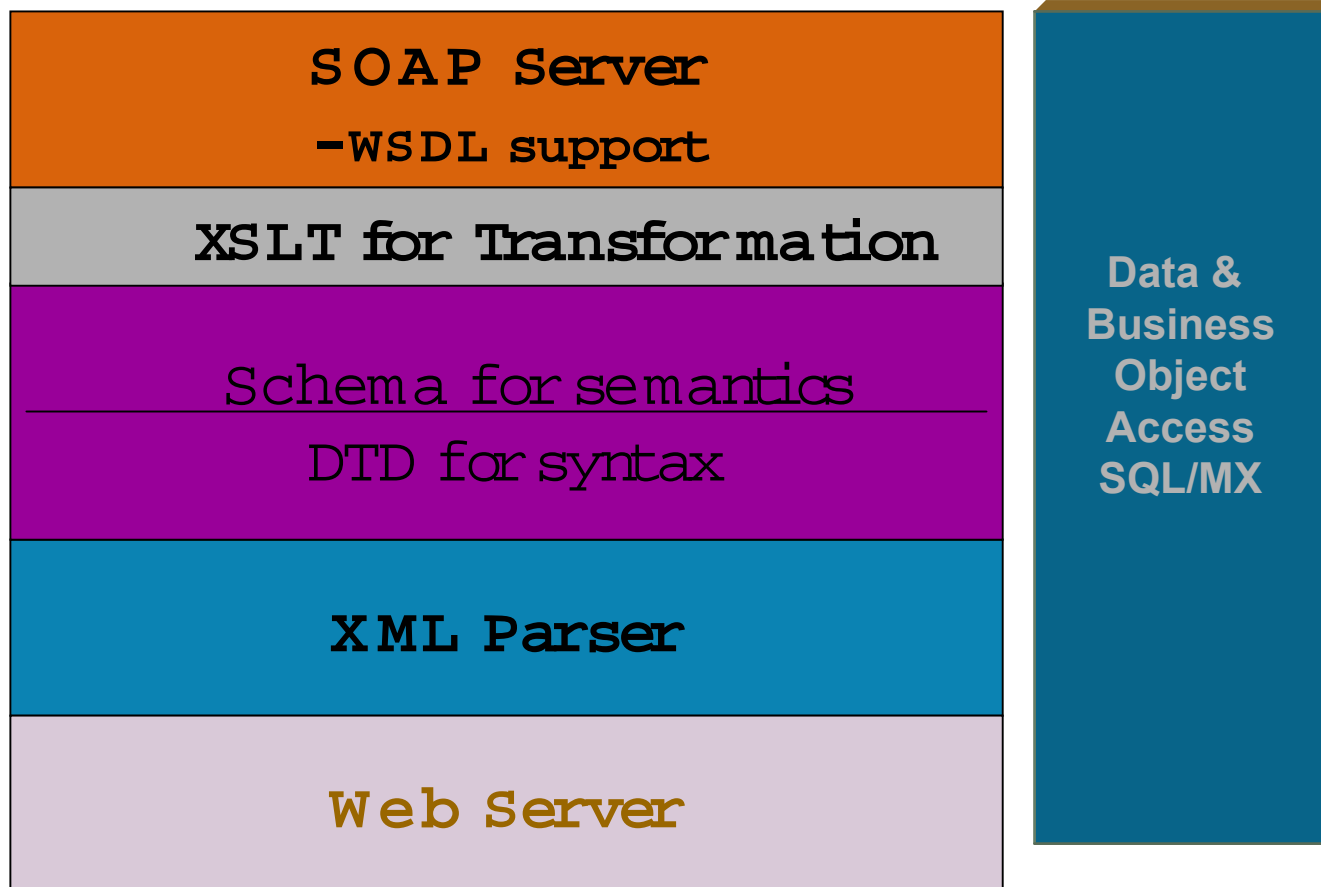 SOAP Server
-WSDL support
XSLT for Transformation
Schema for semantics
DTD for syntax
XML Parser
Web Server
Data &
Business
Object
Access
SQL/MX